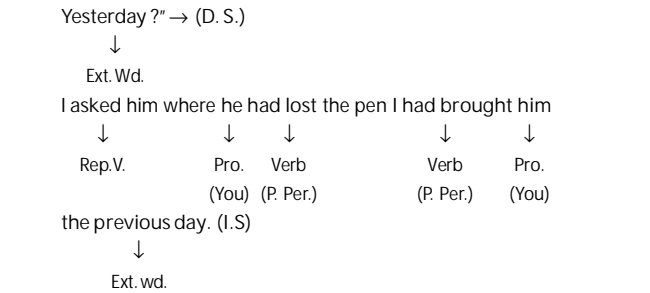 Yesterday ?" → (D. S.)
↓
Ext. Wd.
I asked him where he had lost the pen I had brought him
↓ ↓ ↓ ↓ ↓
Rep.V. Pro. Verb Verb Pro.
(You) (P. Per.) (P. Per.) (You)
the previous day. (I.S)
↓
Ext. wd.